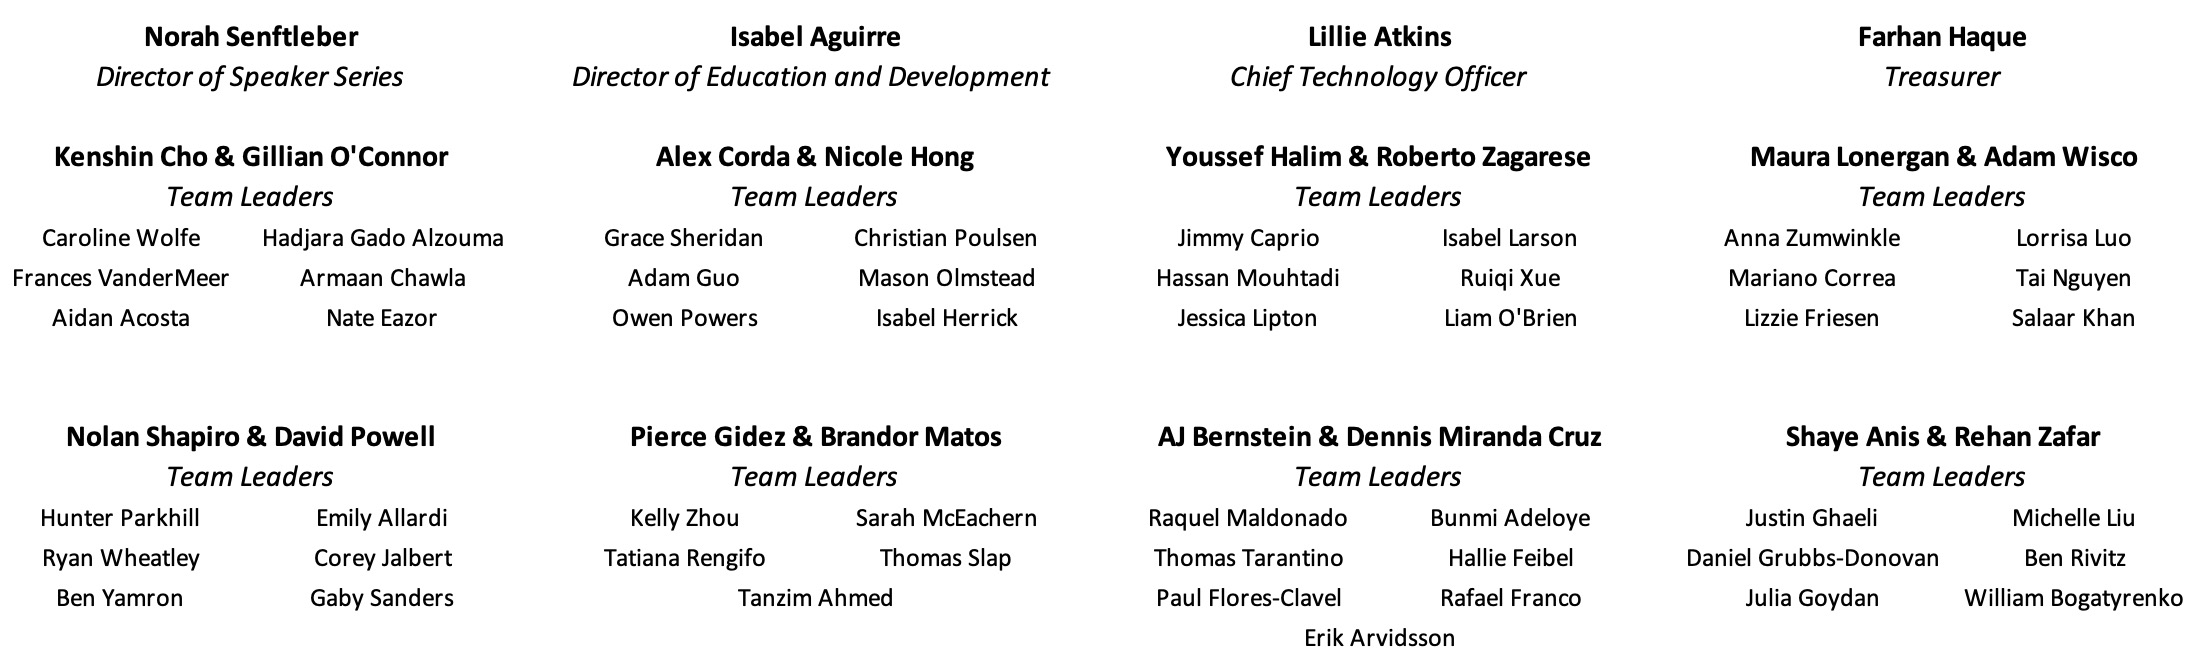 Norah Senftleber
Director of Speaker Series
Isabel Aguirre
Director of Education and Development
Lillie Atkins
Chief Technology Officer
Farhan Haque
Treasurer
Kenshin Cho & Gillian O'Connor
Team Leaders
Caroline Wolfe Hadjara Gado Alzouma
Frances VanderMeer Armaan Chawla
Aidan Acosta Nate Eazor
Alex Corda & Nicole Hong
Team Leaders
Grace Sheridan Christian Poulsen
Adam Guo Mason Olmstead
Owen Powers Isabel Herrick
Youssef Halim & Roberto Zagarese
Team Leaders
Jimmy Caprio Isabel Larson
Hassan Mouhtadi Ruiqi Xue
Jessica Lipton Liam O'Brien
Maura Lonergan & Adam Wisco
Team Leaders
Anna Zumwinkle Lorrisa Luo
Mariano Correa Tai Nguyen
Lizzie Friesen Salaar Khan
Nolan Shapiro & David Powell
Team Leaders
Hunter Parkhill Emily Allardi
Ryan Wheatley Corey Jalbert
Ben Yamron Gaby Sanders
Pierce Gidez & Brandor Matos
Team Leaders
Kelly Zhou Sarah McEachern
Tatiana Rengifo Thomas Slap
Tanzim Ahmed
AJ Bernstein & Dennis Miranda Cruz
Team Leaders
Raquel Maldonado Bunmi Adeloye
Thomas Tarantino Hallie Feibel
Paul Flores-Clavel Rafael Franco
Erik Arvidsson
Shaye Anis & Rehan Zafar
Team Leaders
Justin Ghaeli Michelle Liu
Daniel Grubbs-Donovan Ben Rivitz
Julia Goydan William Bogatyrenko